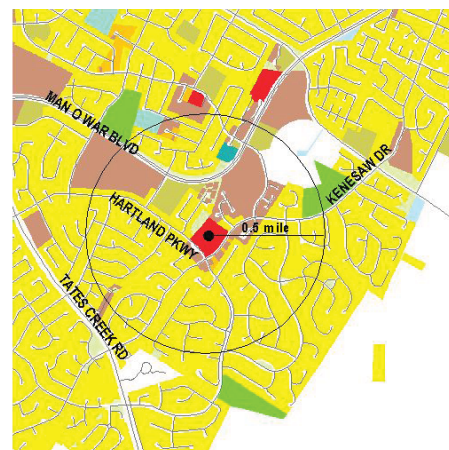 MAN O WAR BLVD
KENESAW DR
HARTLAND PKWY
0.5 mile
TATES CREEK RD